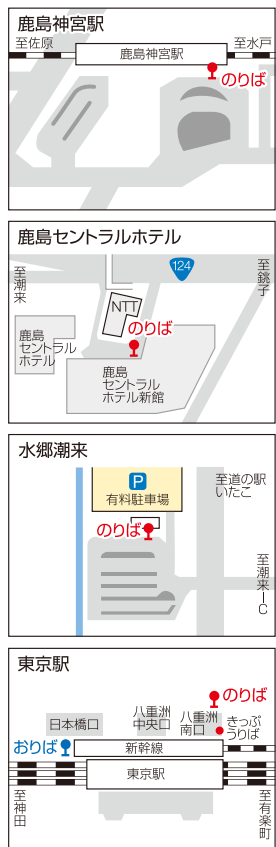 鹿島神宮駅
至佐原
鹿島神宮駅
至水戸
のりば
鹿島セントラルホテル
124
至潮来
至銚子
NTT
のりば
鹿島
セントラル
ホテル
鹿島
セントラル
ホテル新館
水郷潮来
P
有料駐車場
至道の駅
いたこ
のりば
至潮来IC
東京駅
のりば
日本橋口
八重洲
中央口
八重洲
南口
きっぷ
うりば
おりば
新幹線
東京駅
至神田
至有楽町